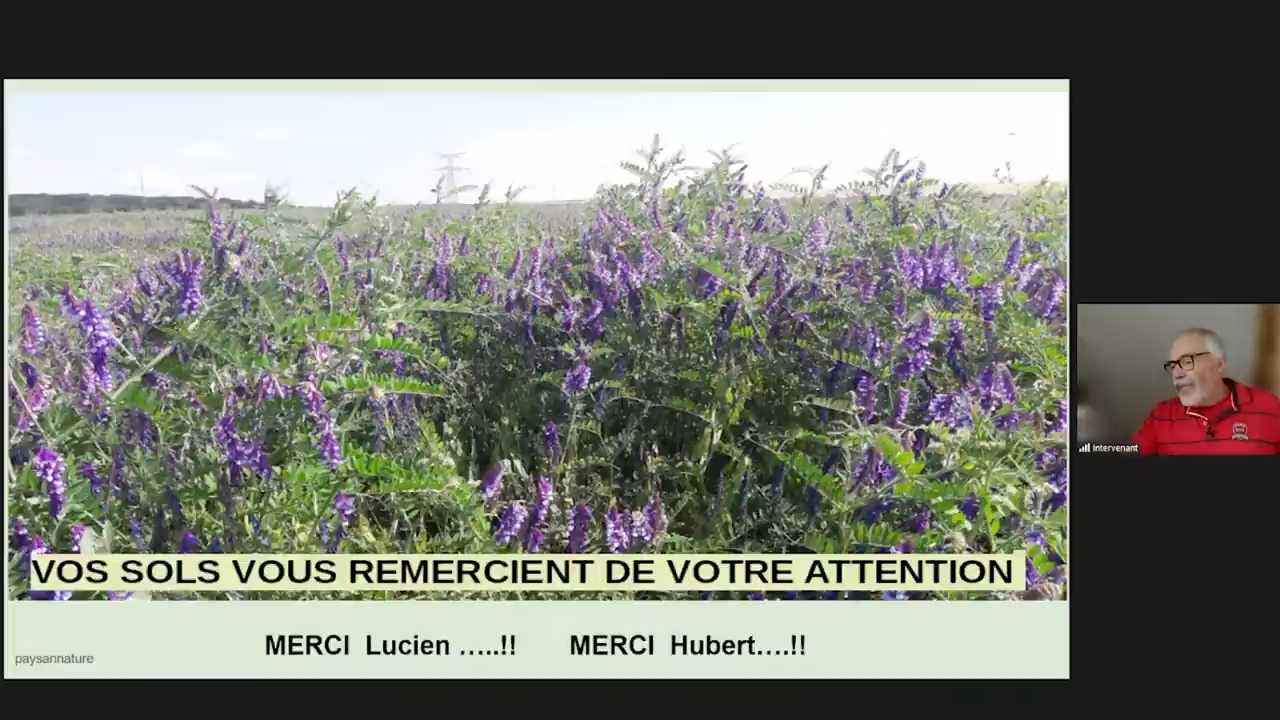 VOS SOLS VOUS REMERCIENT DE VOTRE ATTENTION
MERCI Lucien …..!! MERCI Hubert….!!
paysannature
Intervenant